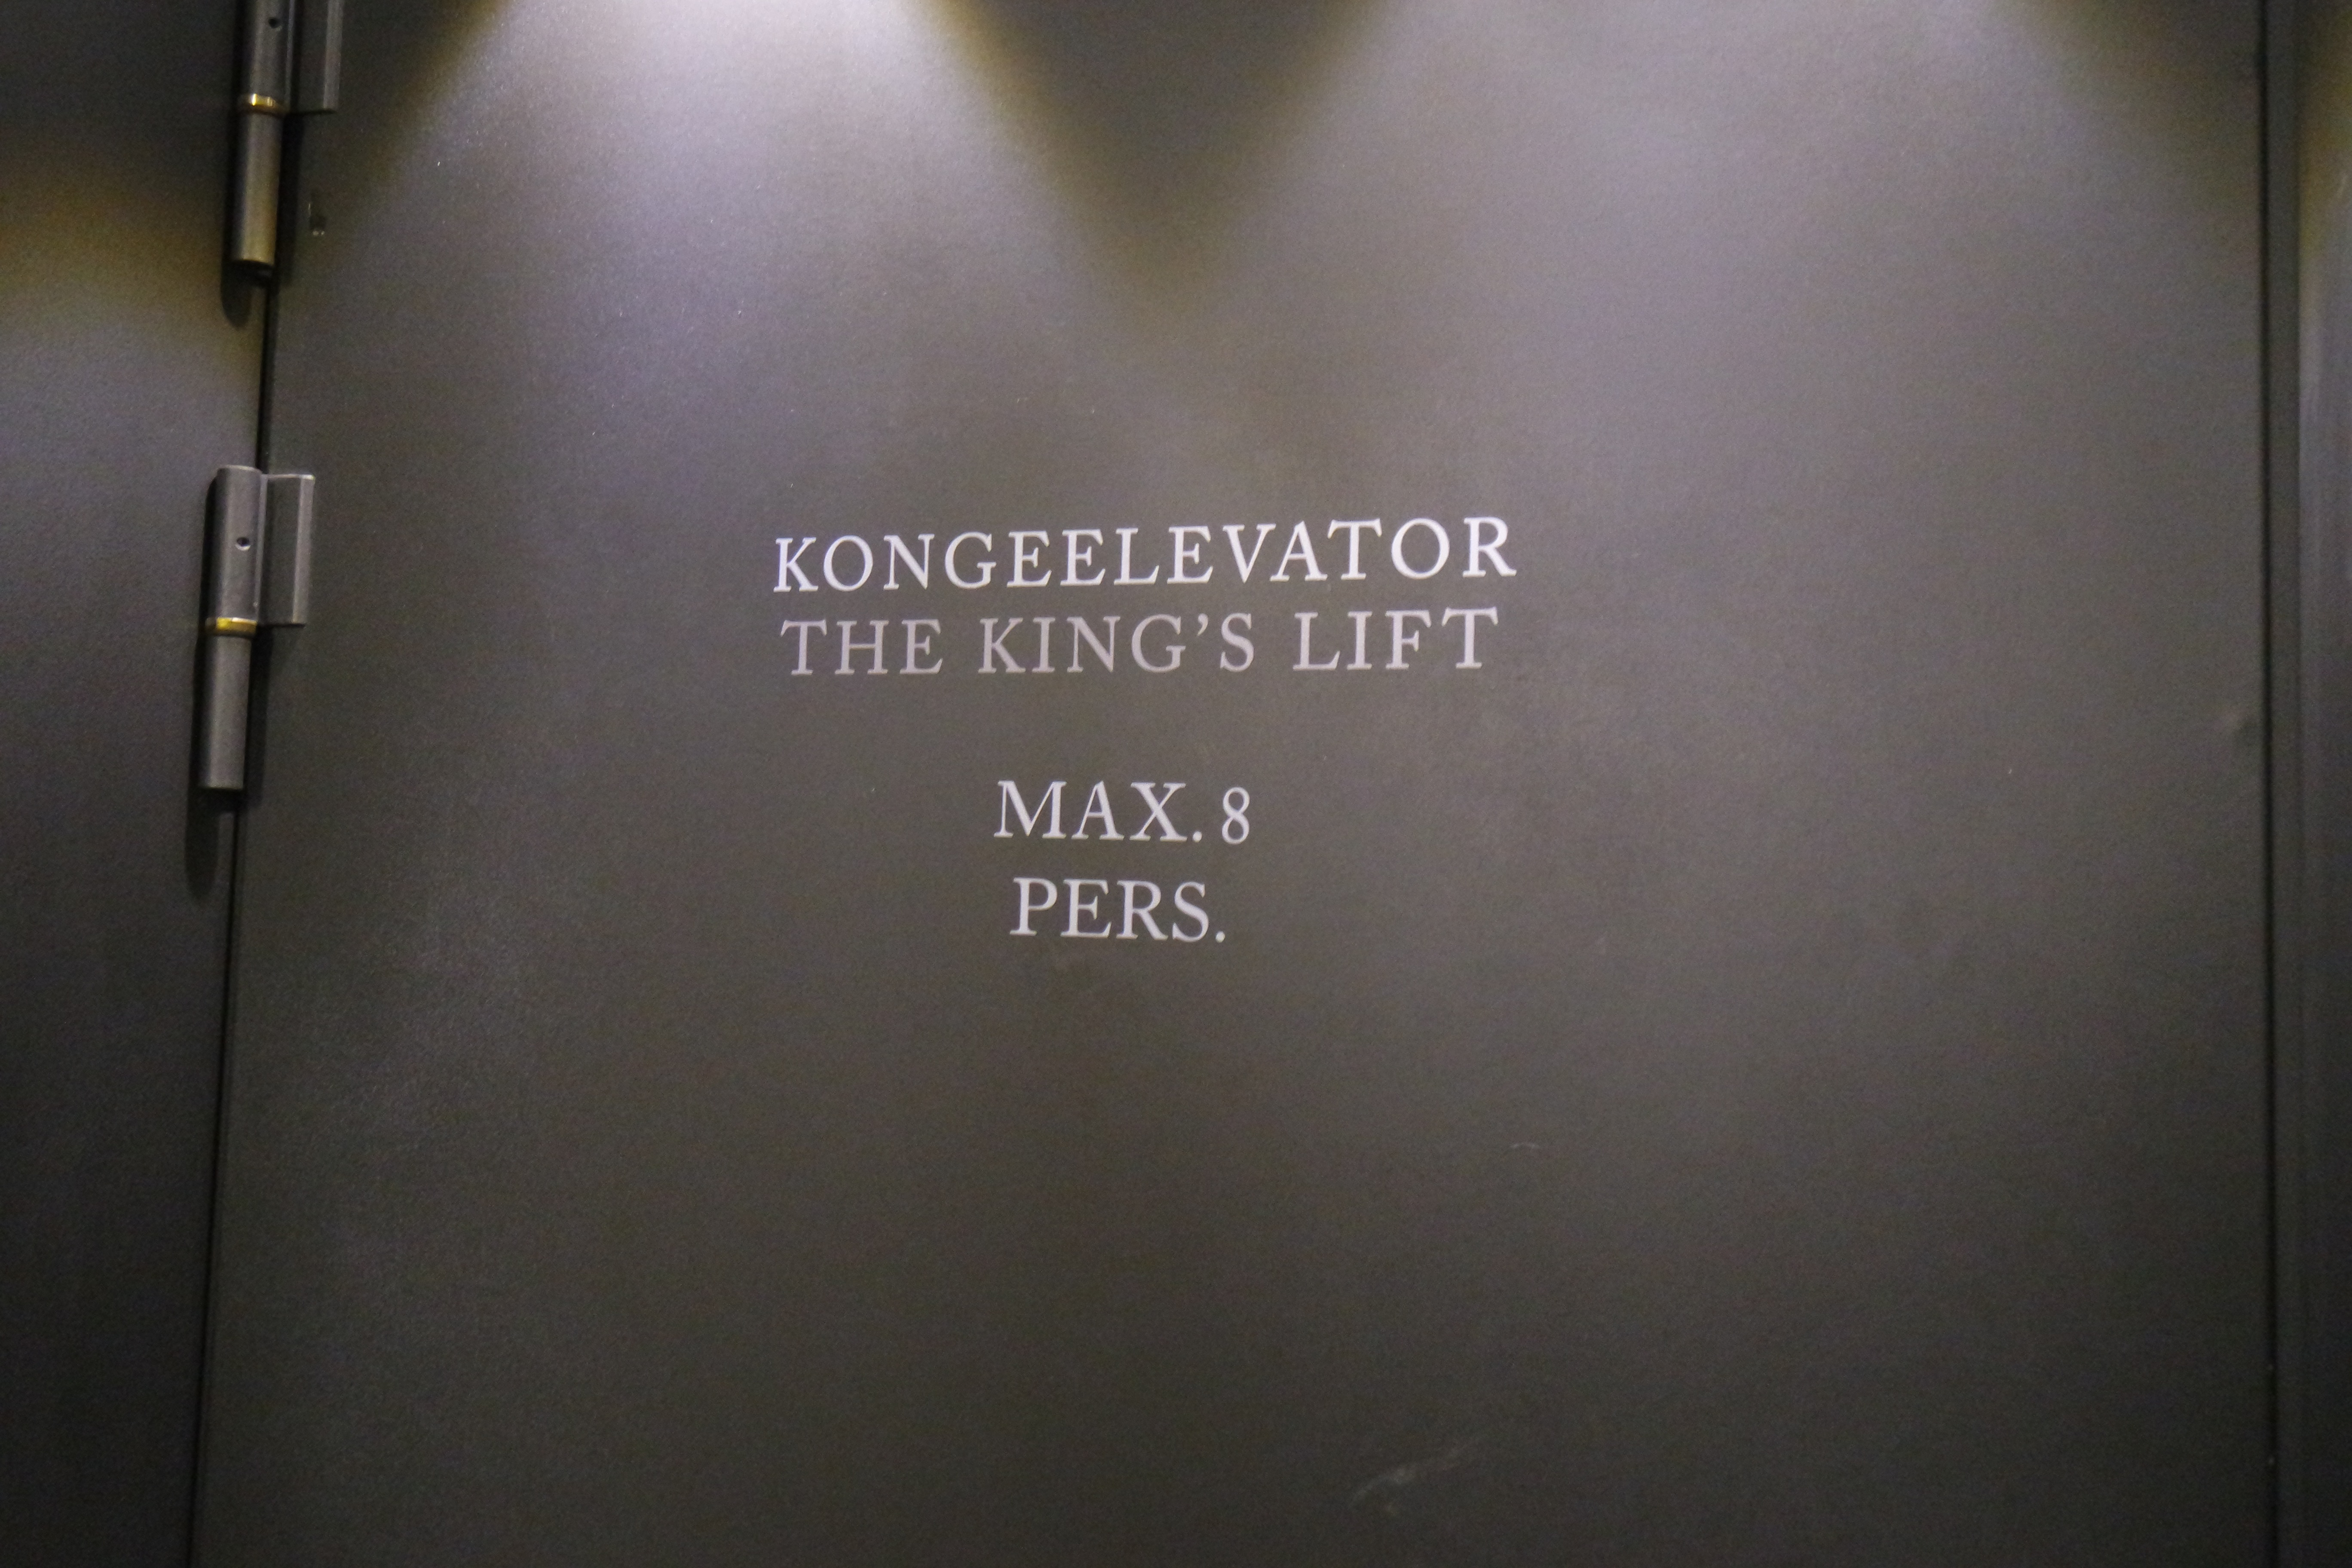 KONGEELEVATOR
THE KING'S LIFT
MAX. 8
PERS.